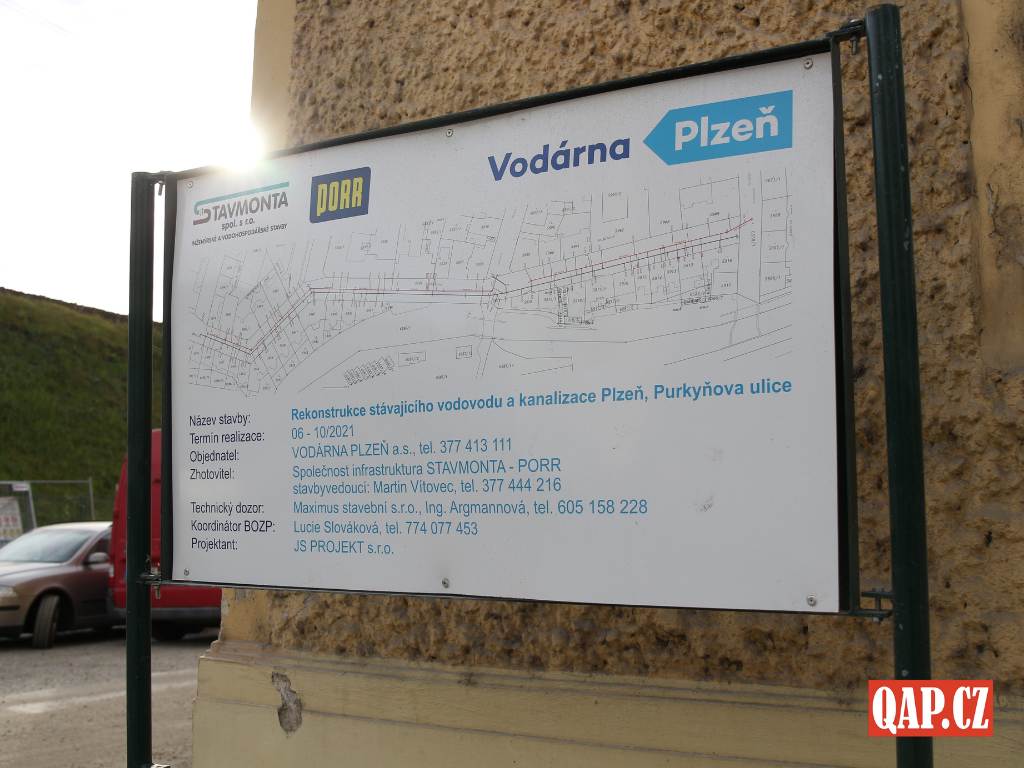 STAVMONTA
spol. s r.o.
INŽENÝRSKÉ A VODOHOSPODÁŘSKÉ STAVBY
PORR
Vodárna Plzeň
Název stavby: Rekonstrukce stávajícího vodovodu a kanalizace Plzeň, Purkyňova ulice
Termín realizace: 06 - 10/2021
Objednatel: VODÁRNA PLZEŇ a.s., tel. 377 413 111
Zhotovitel: Společnost infrastruktura STAVMONTA - PORR
stavbyvedoucí: Martin Vítovec, tel. 377 444 216
Technický dozor: Maximus stavební s.r.o., Ing. Argmannová, tel. 605 158 228
Koordinátor BOZP: Lucie Slováková, tel. 774 077 453
Projektant: JS PROJEKT s.r.o.
QAP.CZ